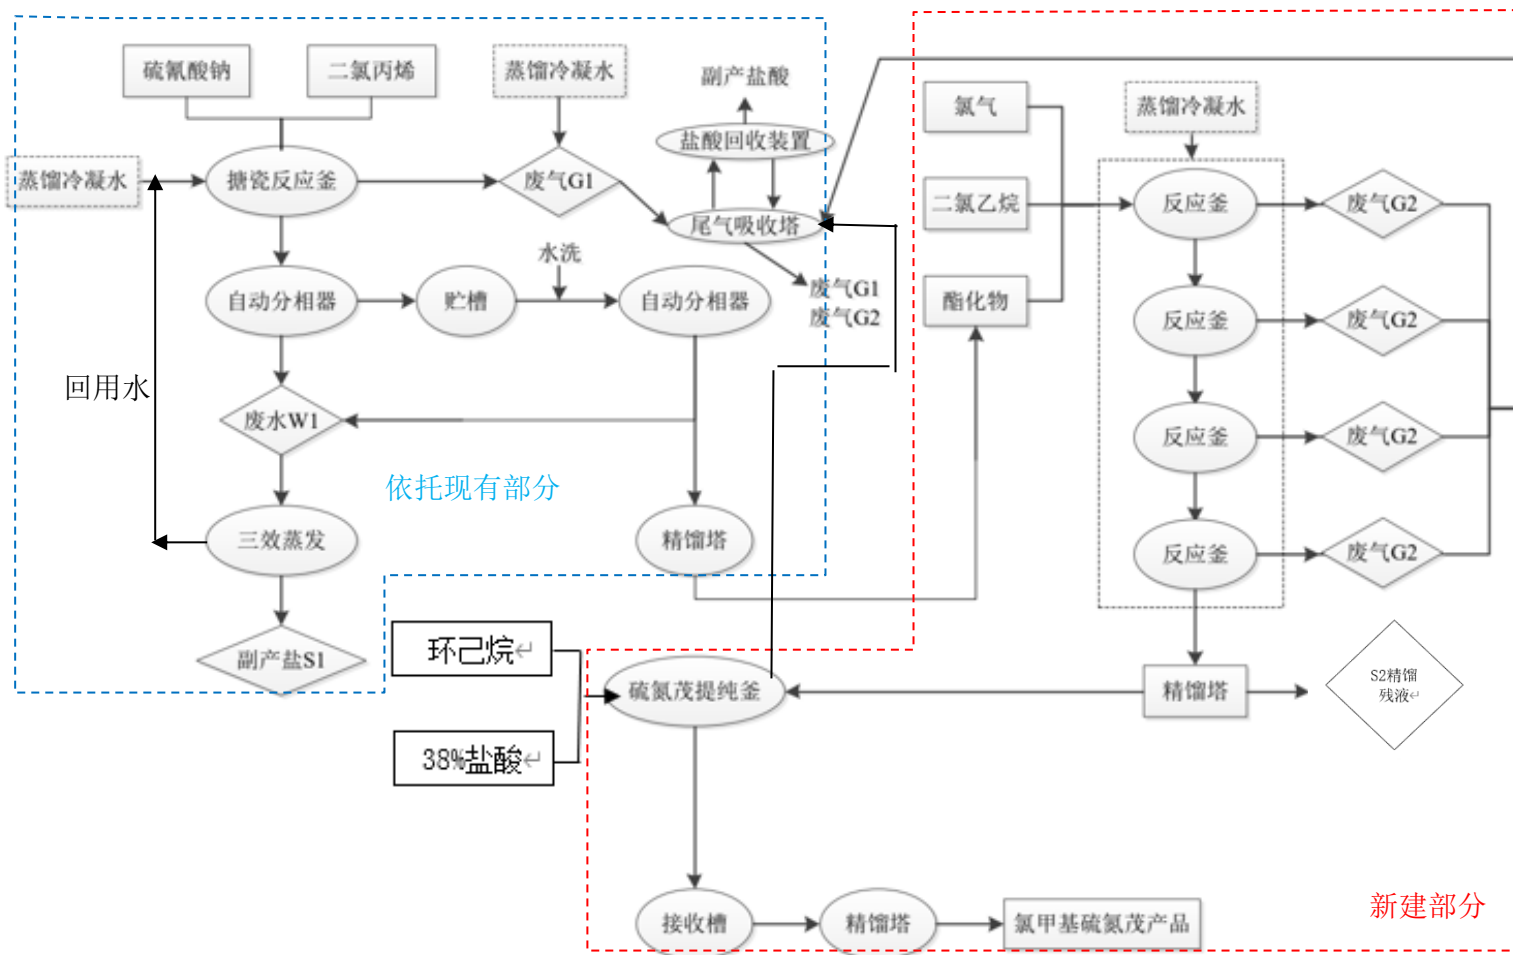 硫氰酸钠
二氯丙烯
蒸馏冷凝水
副产盐酸
氯气
蒸馏冷凝水
盐酸回收装置
蒸馏冷凝水
搪瓷反应釜
废气G1
尾气吸收塔
二氯乙烷
反应釜
废气G2
水洗
自动分相器
贮槽
自动分相器
废气G1
废气G2
酯化物
反应釜
废气G2
回用水
废水W1
反应釜
废气G2
依托现有部分
三效蒸发
精馏塔
反应釜
废气G2
副产盐S1
环己烷↵
硫氮茂提纯釜
精馏塔
S2精馏
残液↵
38%盐酸↵
接收槽
精馏塔
氯甲基硫氮茂产品
新建部分